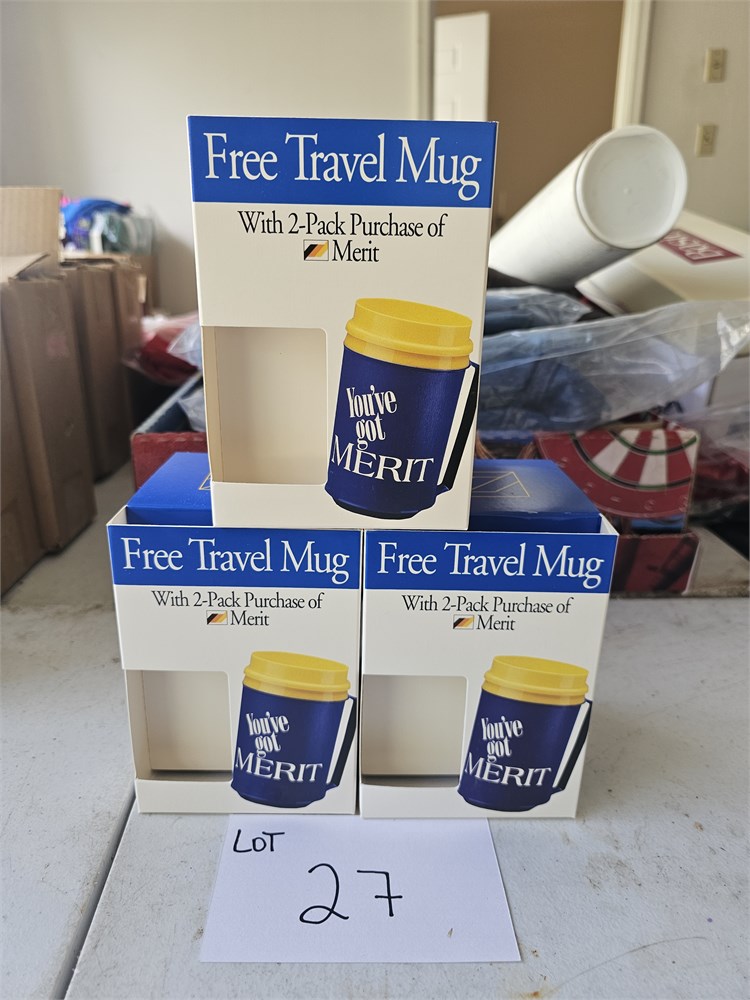 Free Travel Mug
With 2-Pack Purchase of
Merit
You've
got
MERIT
Free Travel Mug
With 2-Pack Purchase of
Merit
You've
got
MERIT
Free Travel Mug
With 2-Pack Purchase of
Merit
You've
got
MERIT
LOT
27